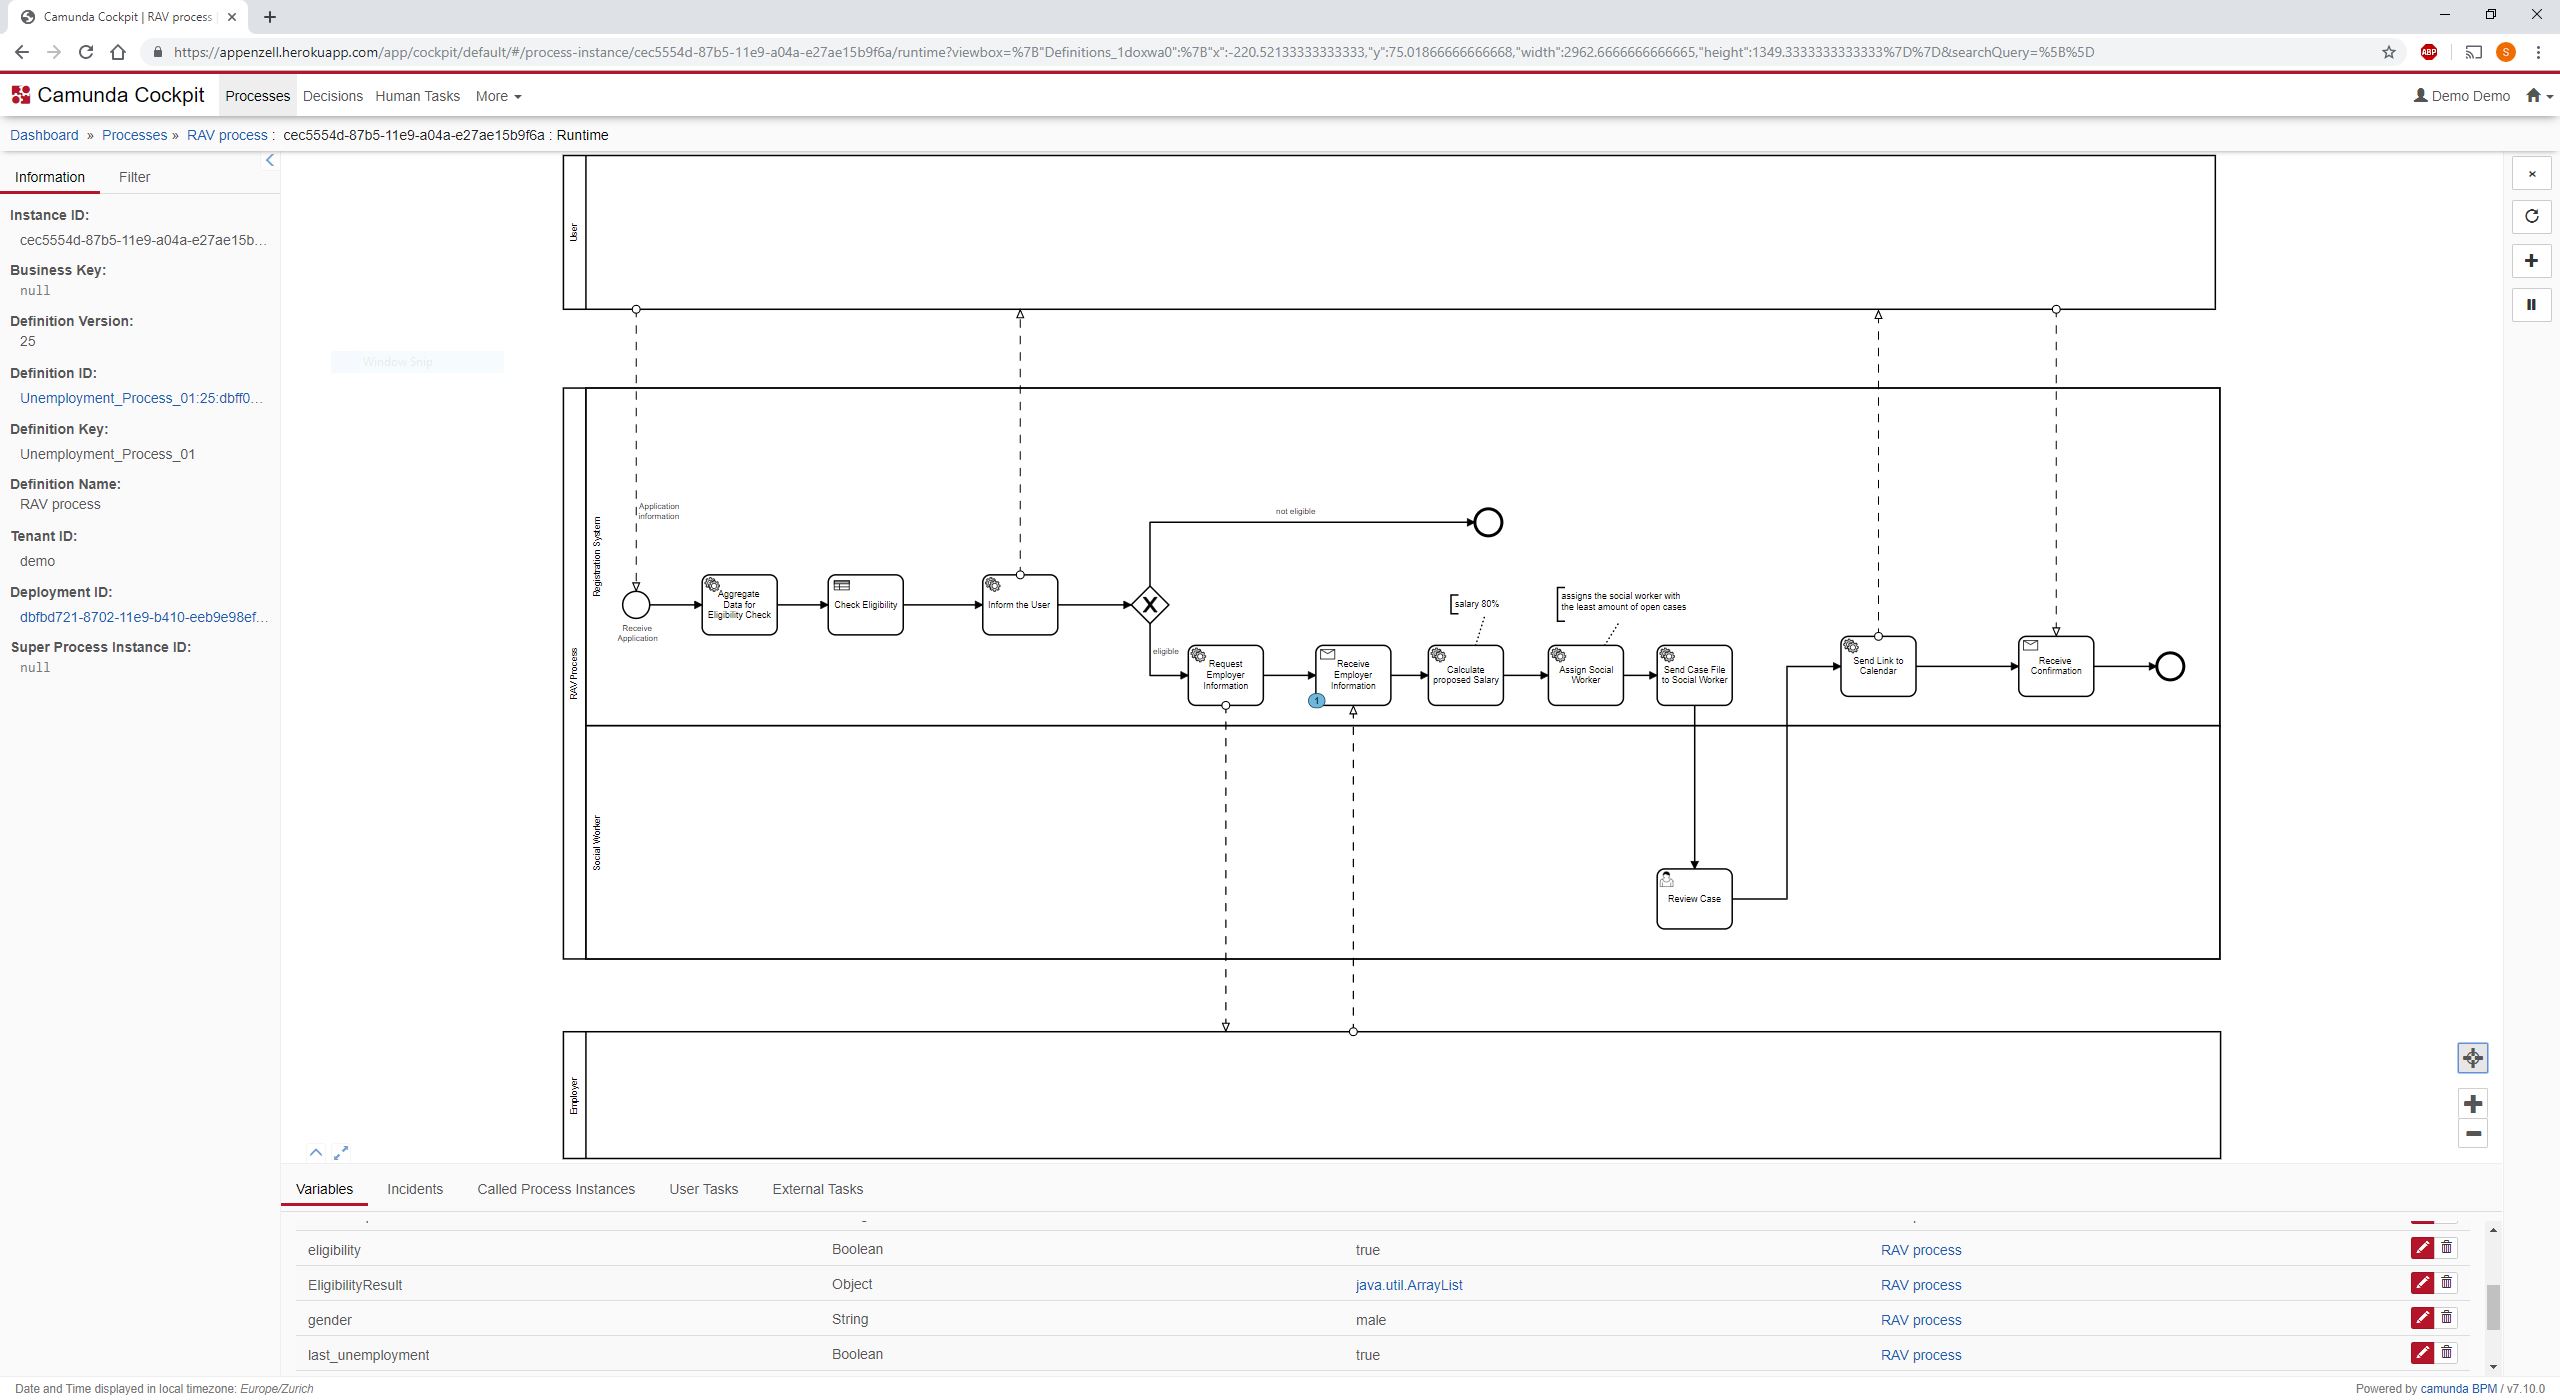 Camunda Cockpit | RAV process
https://appenzell.herokuapp.com/app/cockpit/default/#/process-instance/cec5554d-87b5-11e9-a04a-e27ae15b9f6a/runtime?viewbox=%7B"Definitions_1doxwa0":%7B"x":-220.52133333333333,"y":75.01866666666668,"width":2962.6666666666665,"height":1349.3333333333333%7D%7D&searchQuery=%5B%5D
ABP
S
Camunda Cockpit
Processes
Decisions
Human Tasks
More
Demo Demo
Dashboard » Processes » RAV process : cec5554d-87b5-11e9-a04a-e27ae15b9f6a : Runtime
Information
Filter
Instance ID:
cec5554d-87b5-11e9-a04a-e27ae15b...
Business Key:
null
Definition Version:
25
Definition ID:
Unemployment_Process_01:25:dbff0...
Definition Key:
Unemployment_Process_01
Definition Name:
RAV process
Tenant ID:
demo
Deployment ID:
dbfbd721-8702-11e9-b410-eeb9e98ef...
Super Process Instance ID:
null
Window Snip
User
RAV Process
Registration System
Social Worker
Employer
Application
information
Receive
Application
Aggregate
Data for
Eligibility Check
Check Eligibility
Inform the User
X
not eligible
eligible
Request
Employer
Information
Receive
Employer
Information
1
salary 80%
Calculate
proposed Salary
assigns the social worker with
the least amount of open cases
Assign Social
Worker
Send Case File
to Social Worker
Review Case
Send Link to
Calendar
Receive
Confirmation
Variables
Incidents
Called Process Instances
User Tasks
External Tasks
eligibility Boolean true RAV process
EligibilityResult Object java.util.ArrayList RAV process
gender String male RAV process
last_unemployment Boolean true RAV process
Date and Time displayed in local timezone: Europe/Zurich
Powered by camunda BPM / v7.10.0